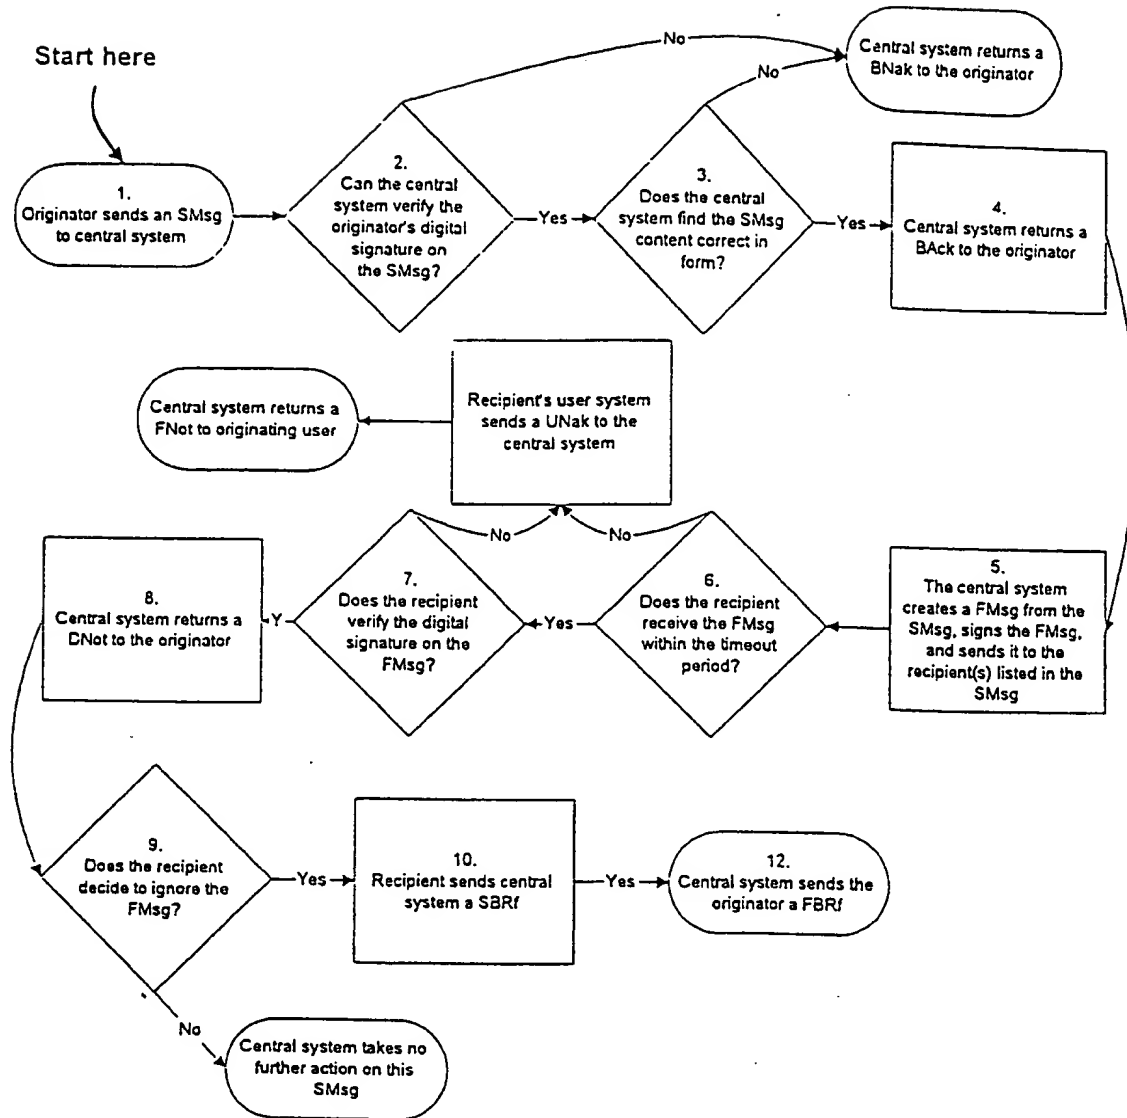 Start here
No
No
Central system returns a
BNak to the originator
1.
Originator sends an SMsg
to central system
2.
Can the central
system verify the
originator's digital
signature on
the SMsg?
Yes
3.
Does the central
system find the SMsg
content correct in
form?
Yes
4.
Central system returns a
BAck to the originator
Central system returns a
FNot to originating user
Recipient's user system
sends a UNak to the
central system
No
No
8.
Central system returns a
DNot to the originator
Y
7.
Does the recipient
verify the digital
signature on the
FMsg?
Yes
6.
Does the recipient
receive the FMsg
within the timeout
period?
5.
The central system
creates a FMsg from the
SMsg, signs the FMsg,
and sends it to the
recipient(s) listed in the
SMsg
9.
Does the recipient
decide to ignore the
FMsg?
Yes
10.
Recipient sends central
system a SBRf
Yes
12.
Central system sends the
originator a FBRf
No
Central system takes no
further action on this
SMsg